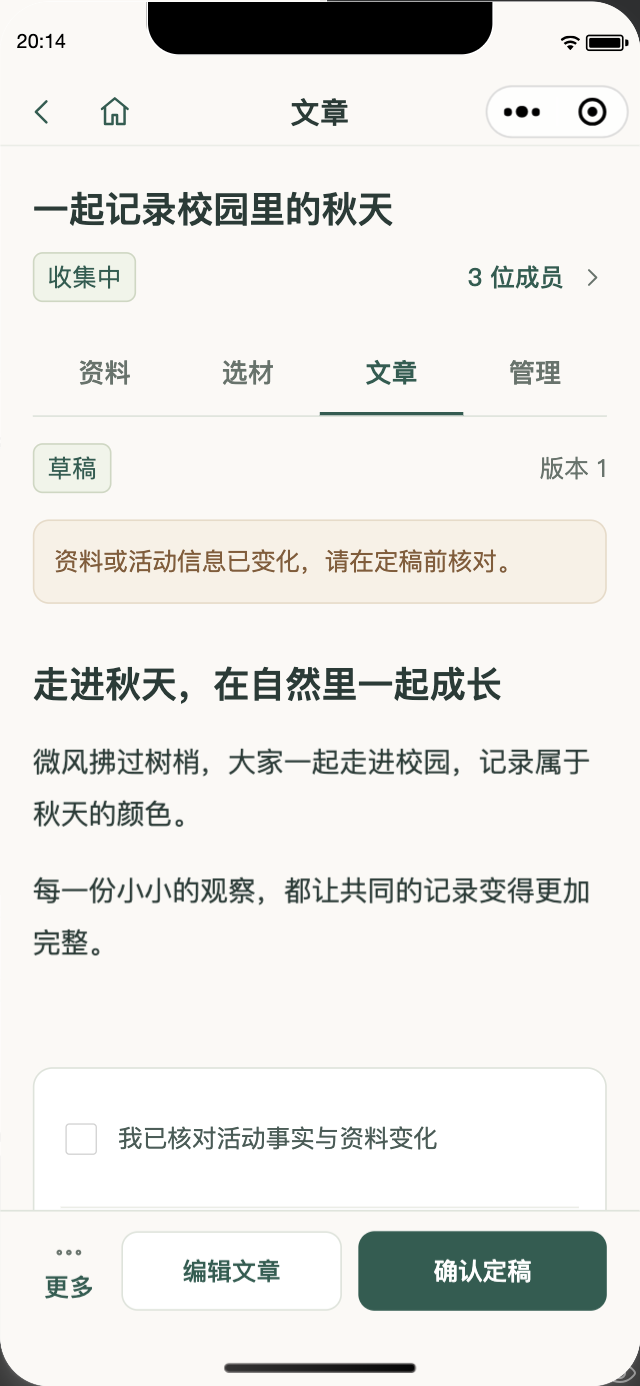 20:14
文章
一起记录校园里的秋天
收集中
3 位成员
资料
选材
文章
管理
草稿
版本 1
资料或活动信息已变化，请在定稿前核对。
走进秋天，在自然里一起成长
微风拂过树梢，大家一起走进校园，记录属于
秋天的颜色。
每一份小小的观察，都让共同的记录变得更加
完整。
我已核对活动事实与资料变化
更多
编辑文章
确认定稿